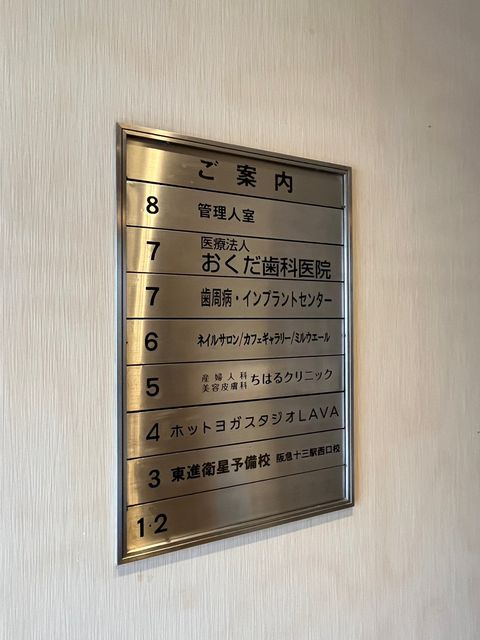 ご案内
8 管理人室
7 医療法人
おくだ歯科医院
7 歯周病・インプラントセンター
6 ネイルサロン/カフェギャラリー/ミルウエール
5 産婦人科
美容皮膚科 ちはるクリニック
4 ホットヨガスタジオLAVA
3 東進衛星予備校 阪急十三駅西口校
1・2